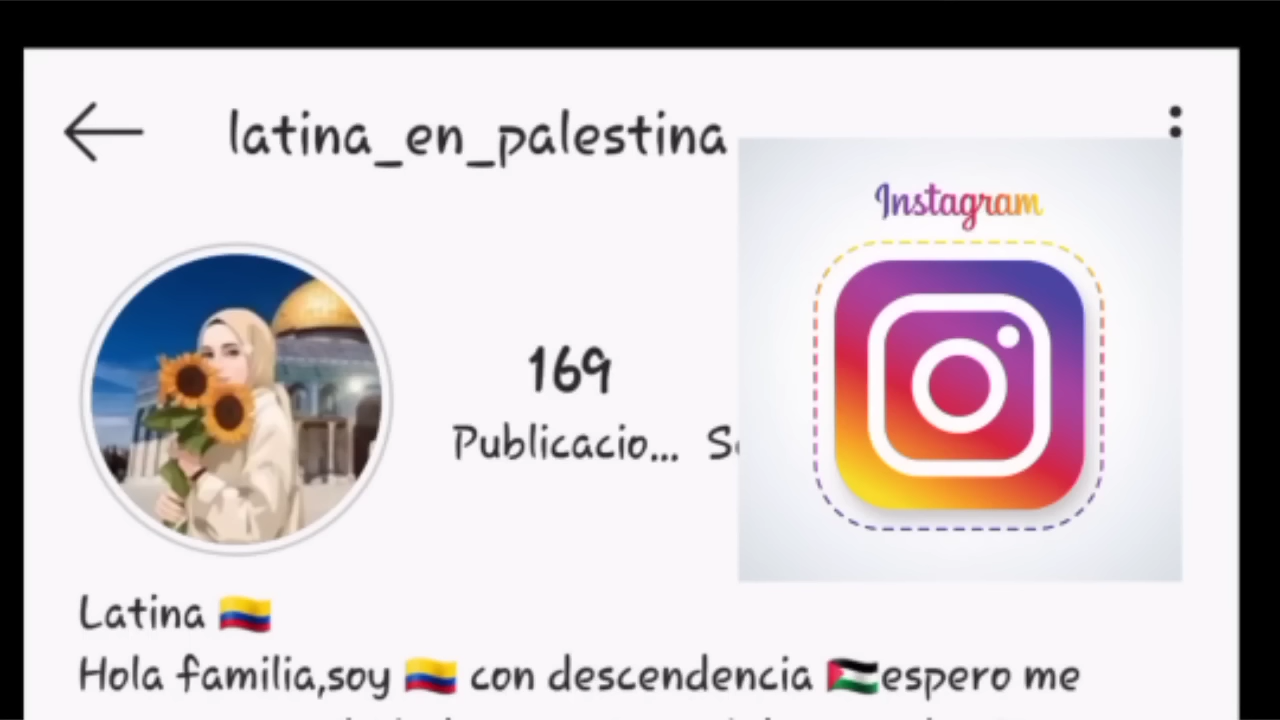 latina_en_palestina
Instagram
169
Publicacio...
Latina 🇨🇴
Hola familia,soy 🇨🇴 con descendencia 🇵🇸espero me